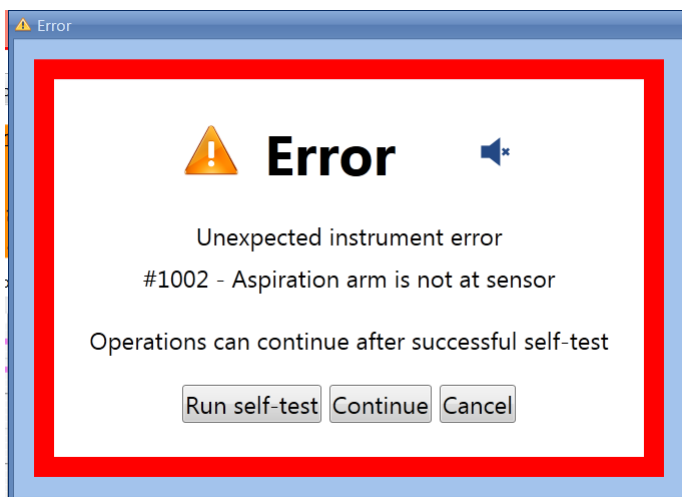 Error
Error
Unexpected instrument error
#1002 - Aspiration arm is not at sensor
Operations can continue after successful self-test
Run self-test Continue Cancel